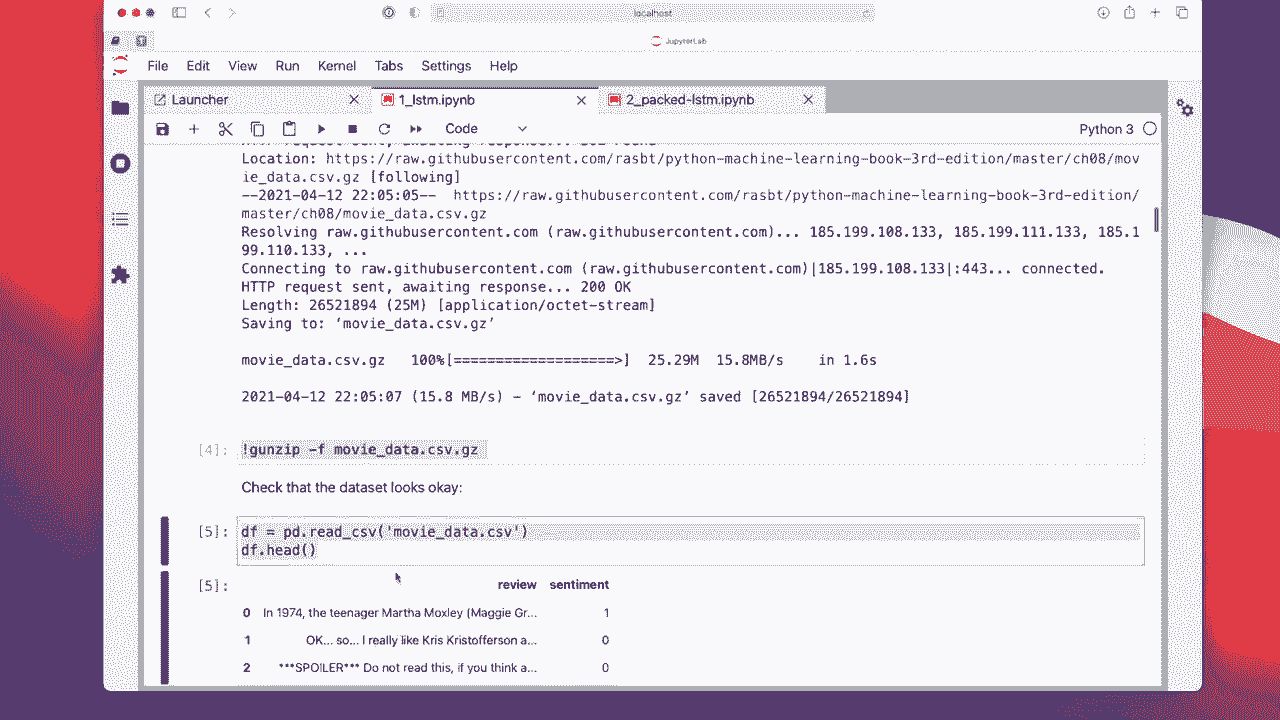 localhost
JupyterLab
File Edit View Run Kernel Tabs Settings Help
Launcher 1_lstm.ipynb 2_packed-lstm.ipynb
Code Python 3
Location: https://raw.githubusercontent.com/rasbt/python-machine-learning-book-3rd-edition/master/ch08/mov
ie_data.csv.gz [following]
--2021-04-12 22:05:05-- https://raw.githubusercontent.com/rasbt/python-machine-learning-book-3rd-edition/
master/ch08/movie_data.csv.gz
Resolving raw.githubusercontent.com (raw.githubusercontent.com)... 185.199.108.133, 185.199.111.133, 185.1
99.110.133, ...
Connecting to raw.githubusercontent.com (raw.githubusercontent.com)|185.199.108.133|:443... connected.
HTTP request sent, awaiting response... 200 OK
Length: 26521894 (25M) [application/octet-stream]
Saving to: ‘movie_data.csv.gz’
movie_data.csv.gz 100%[===================>] 25.29M 15.8MB/s in 1.6s
2021-04-12 22:05:07 (15.8 MB/s) - ‘movie_data.csv.gz’ saved [26521894/26521894]
[4]: !gunzip -f movie_data.csv.gz
Check that the dataset looks okay:
[5]: df = pd.read_csv('movie_data.csv')
df.head()
[5]: review sentiment
0 In 1974, the teenager Martha Moxley (Maggie Gr... 1
1 OK... so... I really like Kris Kristofferson a... 0
2 ***SPOILER*** Do not read this, if you think a... 0